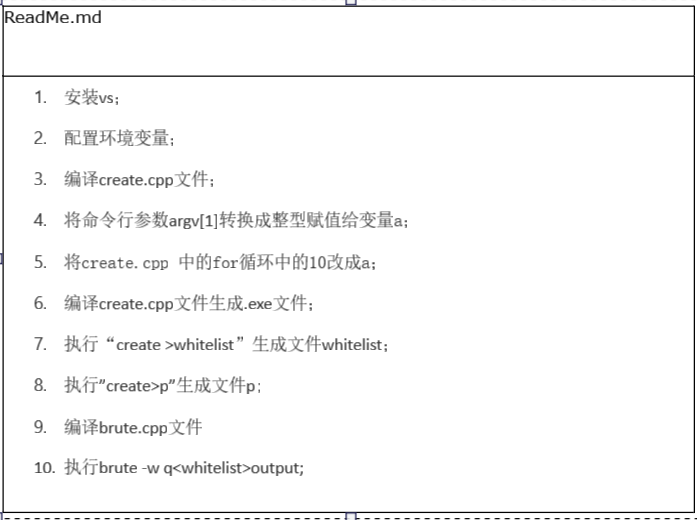 ReadMe.md
1. 安装vs；
2. 配置环境变量；
3. 编译create.cpp文件；
4. 将命令行参数argv[1]转换成整型赋值给变量a；
5. 将create.cpp 中的for循环中的10改成a；
6. 编译create.cpp文件生成.exe文件；
7. 执行“create >whitelist”生成文件whitelist；
8. 执行”create>p”生成文件p；
9. 编译brute.cpp文件
10. 执行brute -w q<whitelist>output;